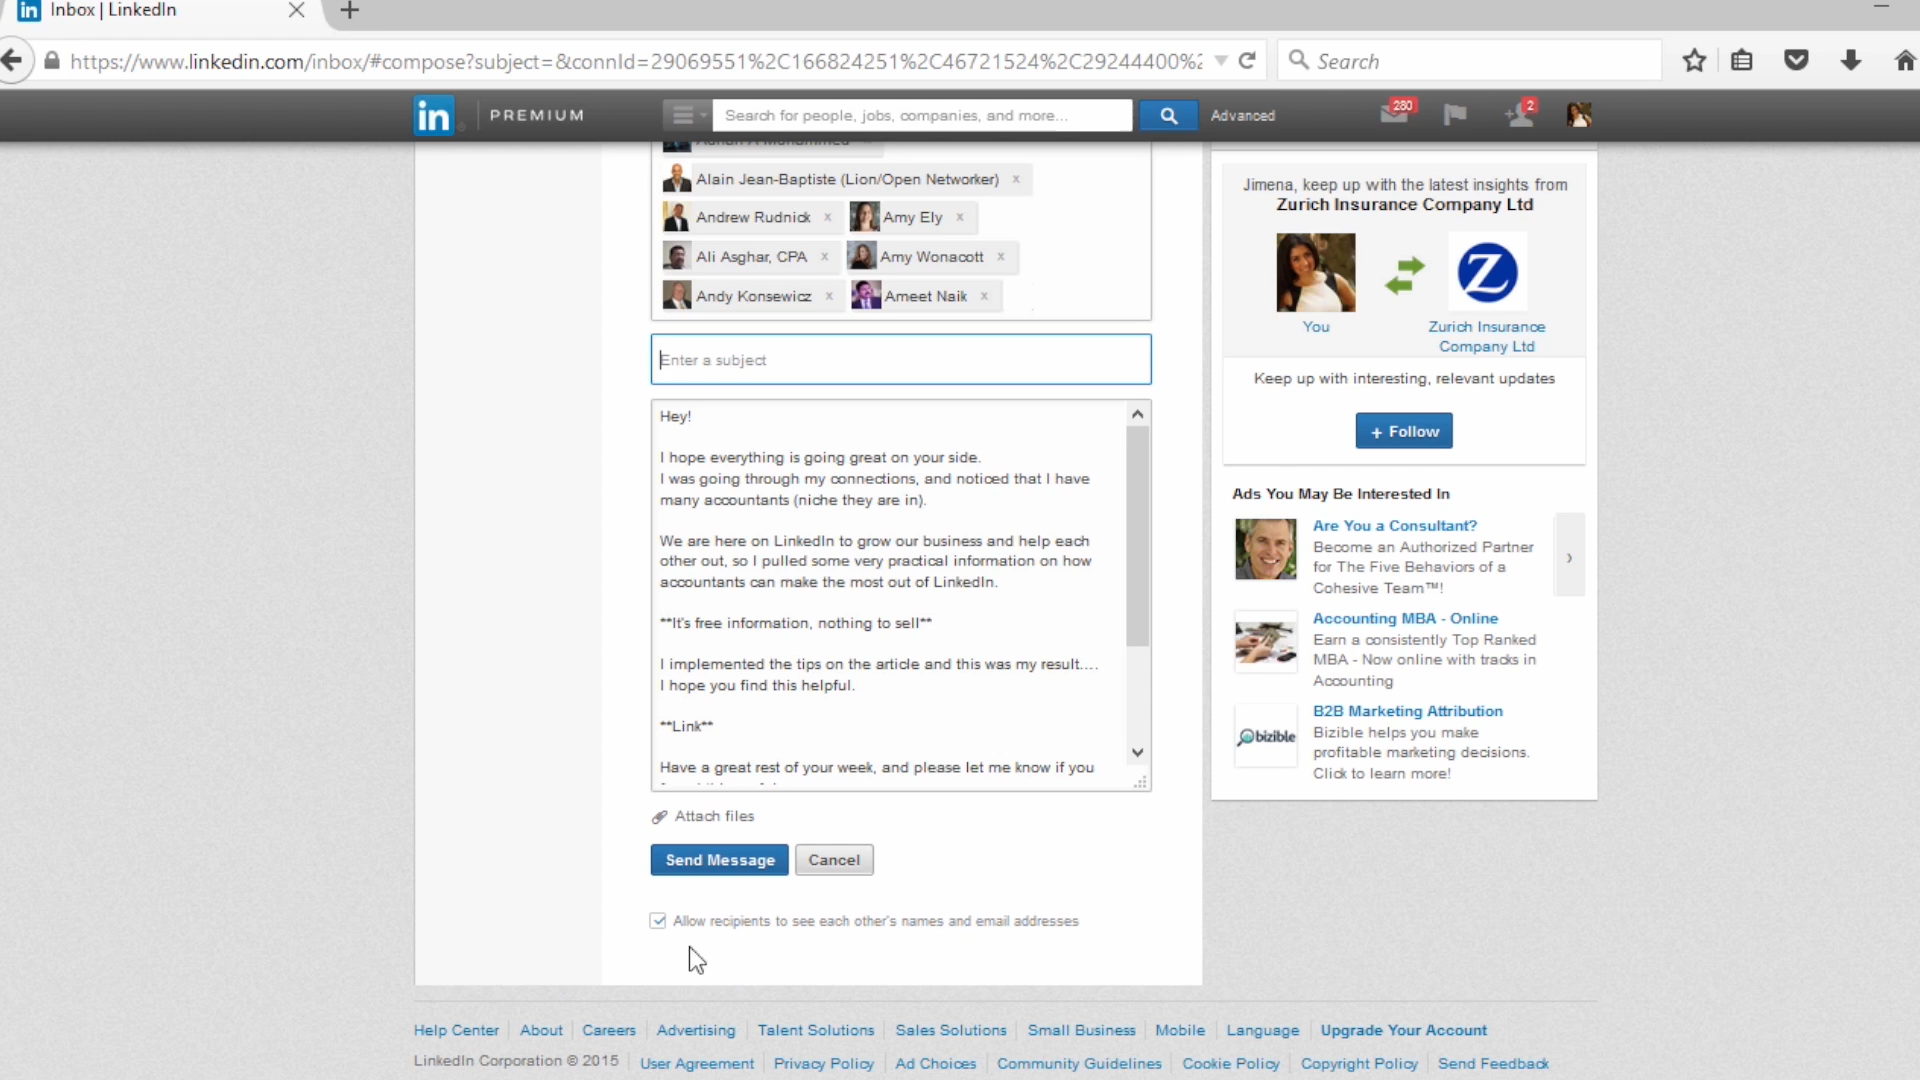 in Inbox | LinkedIn
https://www.linkedin.com/inbox/#compose?subject=&connId=29069551%2C166824251%2C46721524%2C29244400%2
Search
in PREMIUM
Search for people, jobs, companies, and more...
Advanced
280
2
Alain Jean-Baptiste (Lion/Open Networker) x
Andrew Rudnick x Amy Ely x
Ali Asghar, CPA x Amy Wonacott x
Andy Konsewicz x Ameet Naik x
Enter a subject
Hey!
I hope everything is going great on your side.
I was going through my connections, and noticed that I have
many accountants (niche they are in).
We are here on LinkedIn to grow our business and help each
other out, so I pulled some very practical information on how
accountants can make the most out of LinkedIn.
**It's free information, nothing to sell**
I implemented the tips on the article and this was my result....
I hope you find this helpful.
**Link**
Have a great rest of your week, and please let me know if you
Attach files
Send Message Cancel
Allow recipients to see each other's names and email addresses
Jimena, keep up with the latest insights from
Zurich Insurance Company Ltd
Z
You
Zurich Insurance
Company Ltd
Keep up with interesting, relevant updates
+ Follow
Ads You May Be Interested In
Are You a Consultant?
Become an Authorized Partner
for The Five Behaviors of a
Cohesive Team™!
Accounting MBA - Online
Earn a consistently Top Ranked
MBA - Now online with tracks in
Accounting
B2B Marketing Attribution
bizible
Bizible helps you make
profitable marketing decisions.
Click to learn more!
Help Center About Careers Advertising Talent Solutions Sales Solutions Small Business Mobile Language Upgrade Your Account
LinkedIn Corporation © 2015 User Agreement Privacy Policy Ad Choices Community Guidelines Cookie Policy Copyright Policy Send Feedback